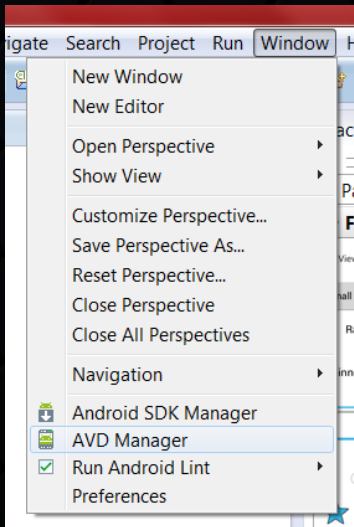 Search Project Run Window
New Window
New Editor
Open Perspective
Show View
Customize Perspective...
Save Perspective As...
Reset Perspective...
Close Perspective
Close All Perspectives
Navigation
Android SDK Manager
AVD Manager
Run Android Lint
Preferences